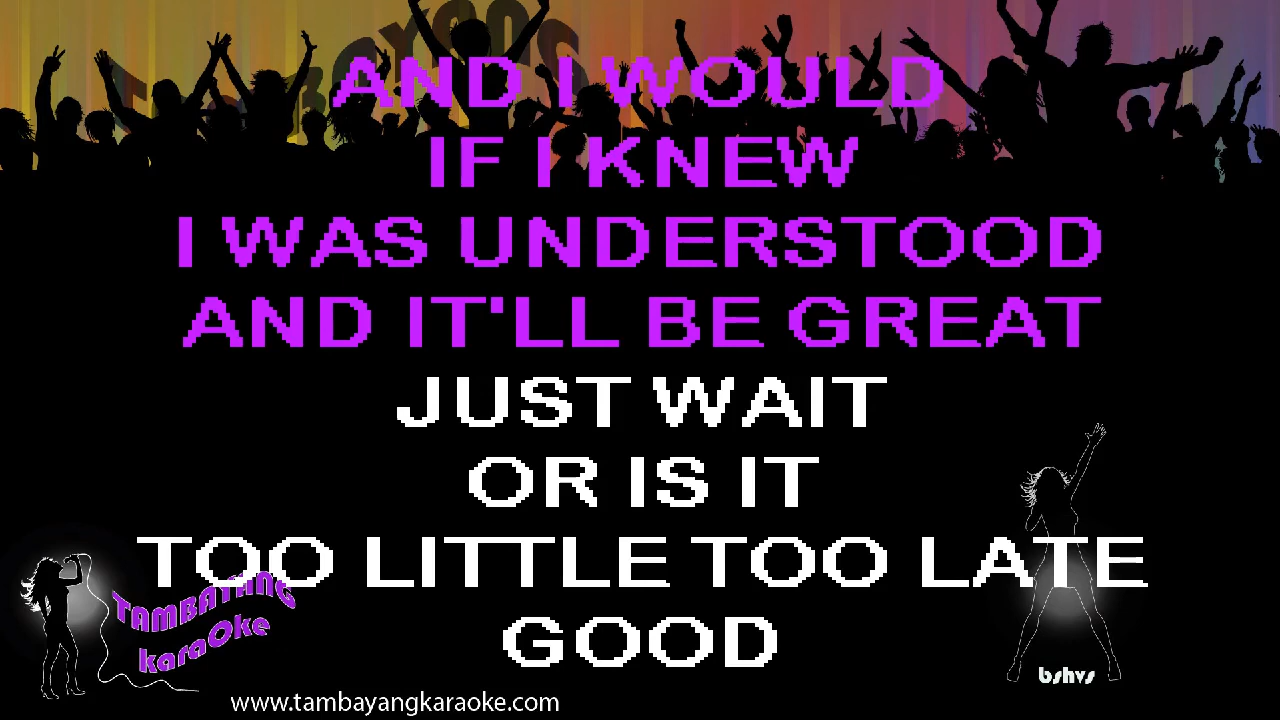 AND I WOULD
IF I KNEW
I WAS UNDERSTOOD
AND IT'LL BE GREAT
JUST WAIT
OR IS IT
TOO LITTLE TOO LATE
GOOD
TAMBAYANG
karaOke
bshvs
www.tambayangkaraoke.com